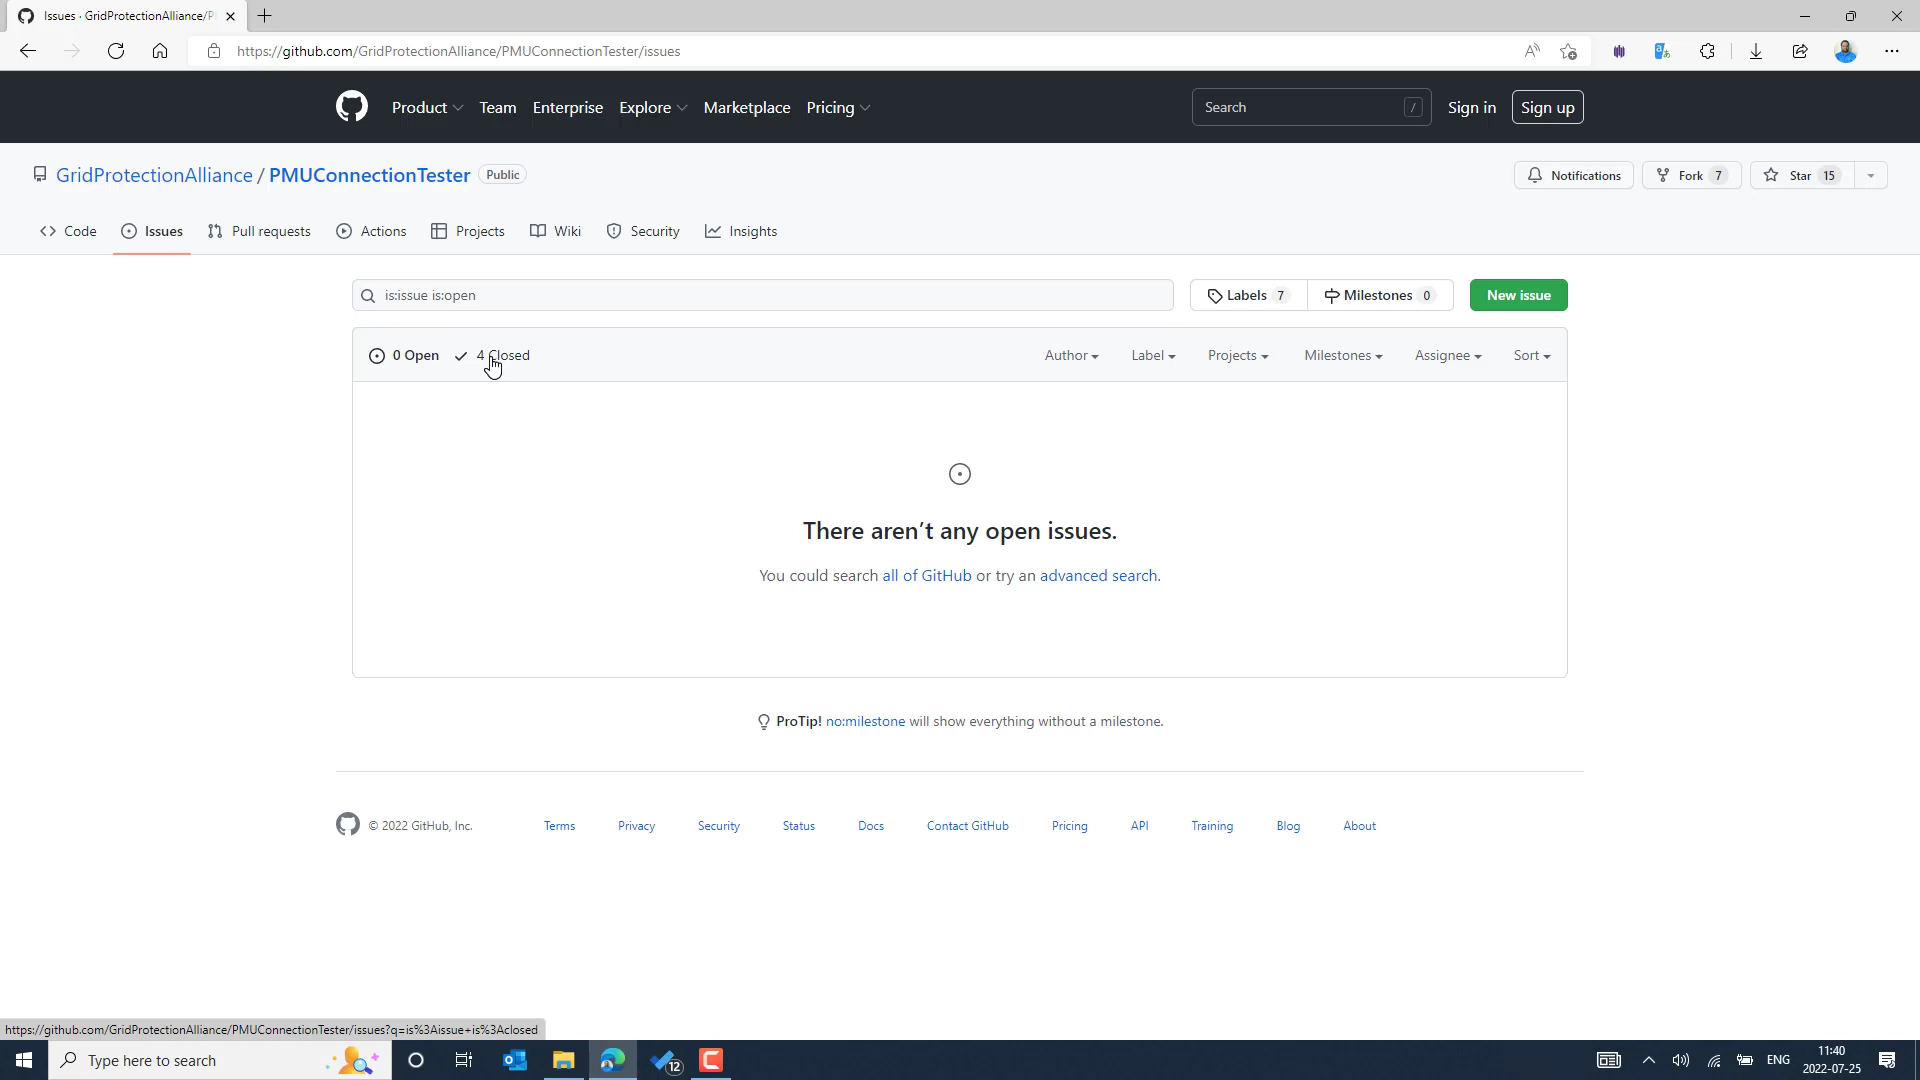 Issues · GridProtectionAlliance/P
https://github.com/GridProtectionAlliance/PMUConnectionTester/issues
Product Team Enterprise Explore Marketplace Pricing Search / Sign in Sign up
GridProtectionAlliance / PMUConnectionTester Public Notifications Fork 7 Star 15
Code Issues Pull requests Actions Projects Wiki Security Insights
is:issue is:open Labels 7 Milestones 0 New issue
0 Open 4 Closed Author Label Projects Milestones Assignee Sort
There aren’t any open issues.
You could search all of GitHub or try an advanced search.
ProTip! no:milestone will show everything without a milestone.
© 2022 GitHub, Inc. Terms Privacy Security Status Docs Contact GitHub Pricing API Training Blog About
https://github.com/GridProtectionAlliance/PMUConnectionTester/issues?q=is%3Aissue+is%3Aclosed
Type here to search 12 ENG 11:40
2022-07-25